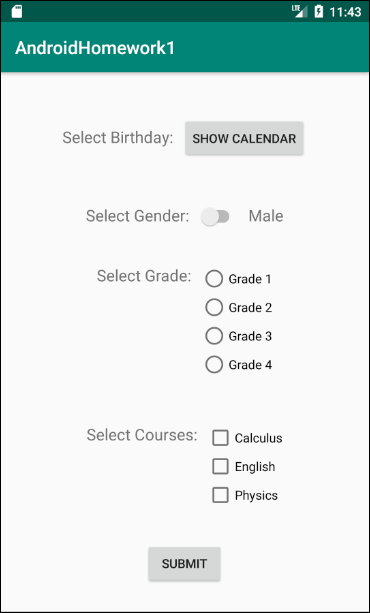 LTE 11:43
AndroidHomework1
Select Birthday: SHOW CALENDAR
Select Gender: Male
Select Grade: Grade 1
Grade 2
Grade 3
Grade 4
Select Courses: Calculus
English
Physics
SUBMIT